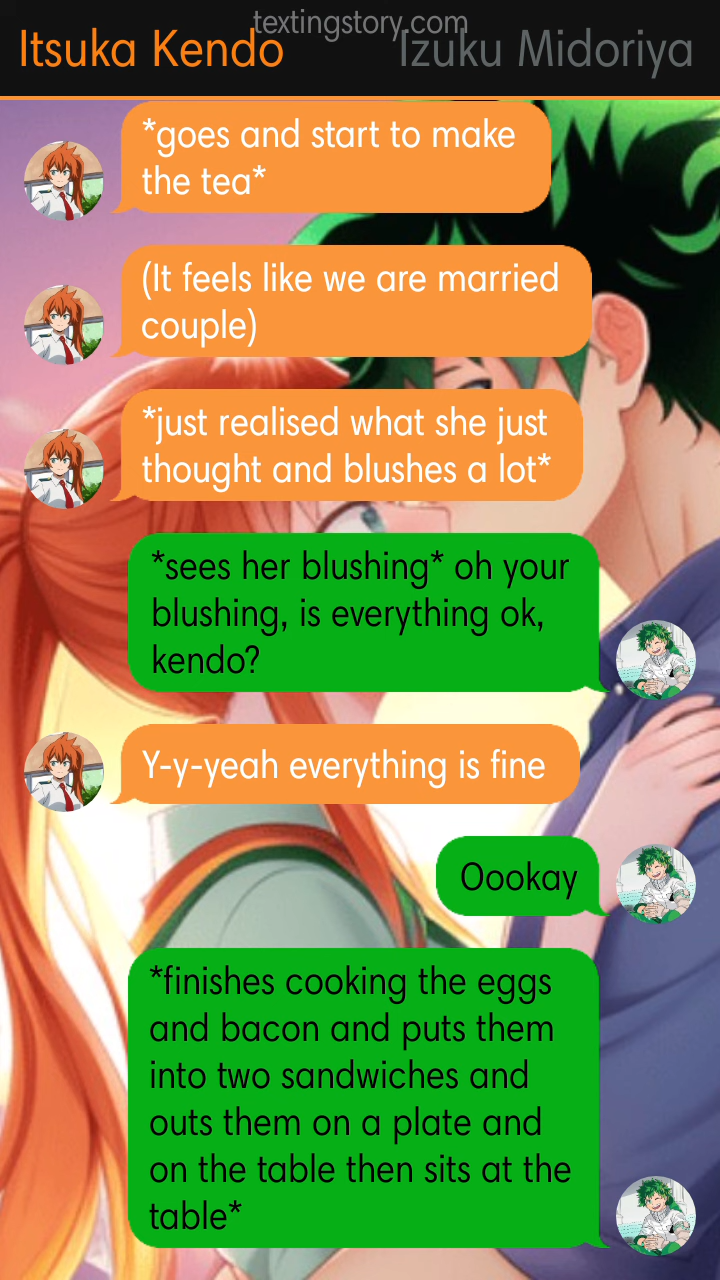 textingstory.com
Itsuka Kendo
Izuku Midoriya
*goes and start to make
the tea*
(It feels like we are married
couple)
*just realised what she just
thought and blushes a lot*
*sees her blushing* oh your
blushing, is everything ok,
kendo?
Y-y-yeah everything is fine
Oookay
*finishes cooking the eggs
and bacon and puts them
into two sandwiches and
outs them on a plate and
on the table then sits at the
table*